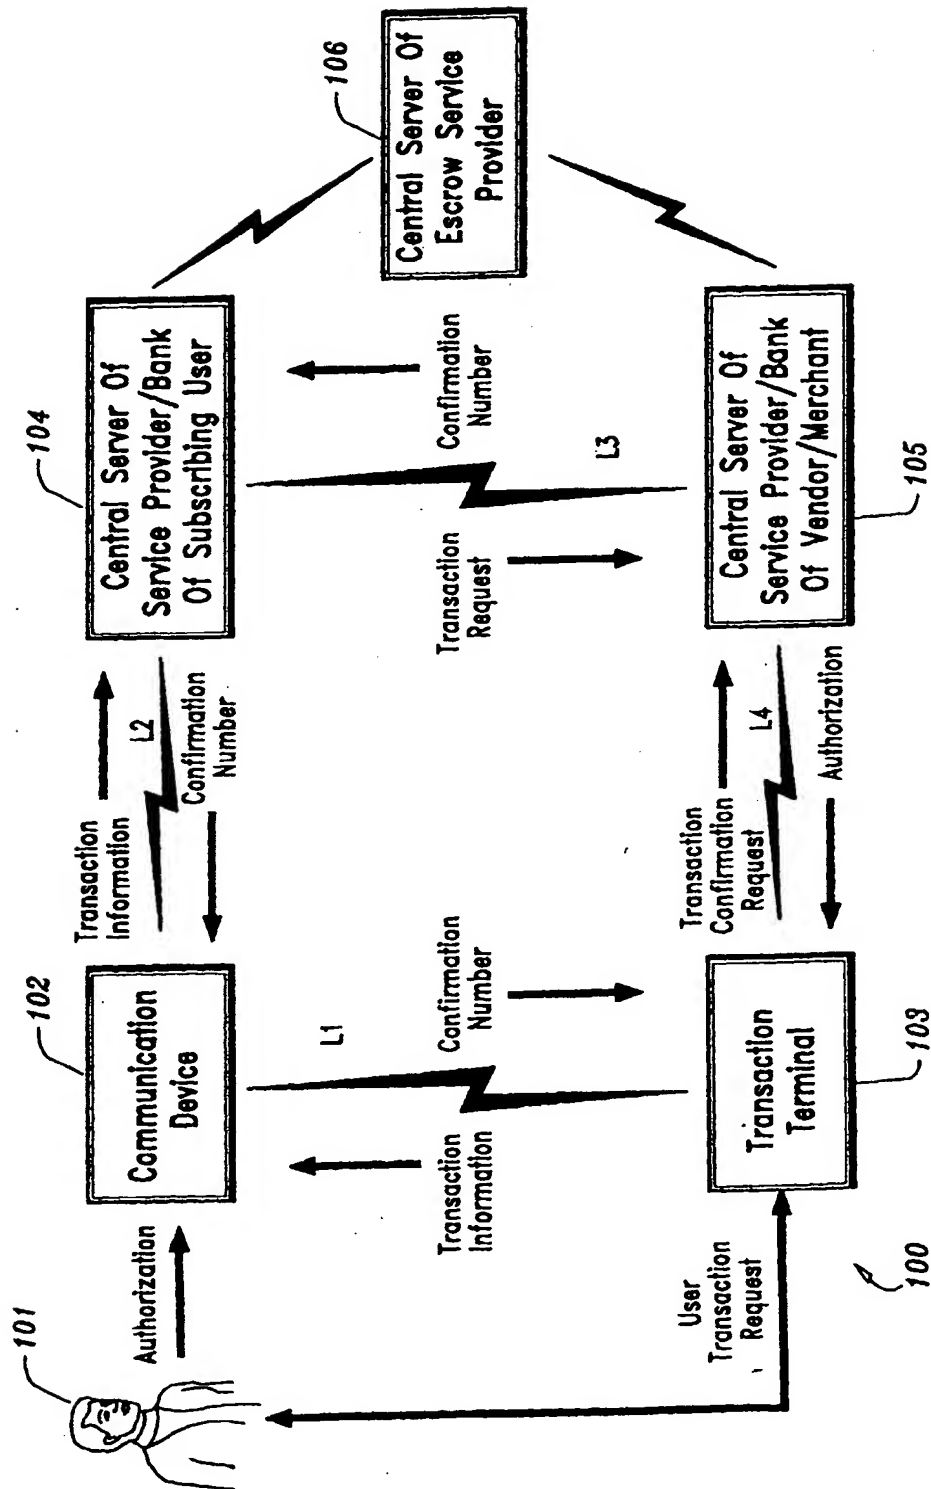 101
Authorization
102
Communication
Device
Transaction
Information
L2
Confirmation
Number
104
Central Server Of
Service Provider/Bank
Of Subscribing User
106
Central Server Of
Escrow Service
Provider
Transaction
Information
L1
Confirmation
Number
Transaction
Request
L3
Confirmation
Number
User
Transaction
Request
Transaction
Terminal
103
Transaction
Confirmation
Request
L4
Authorization
Central Server Of
Service Provider/Bank
Of Vendor/Merchant
105
100